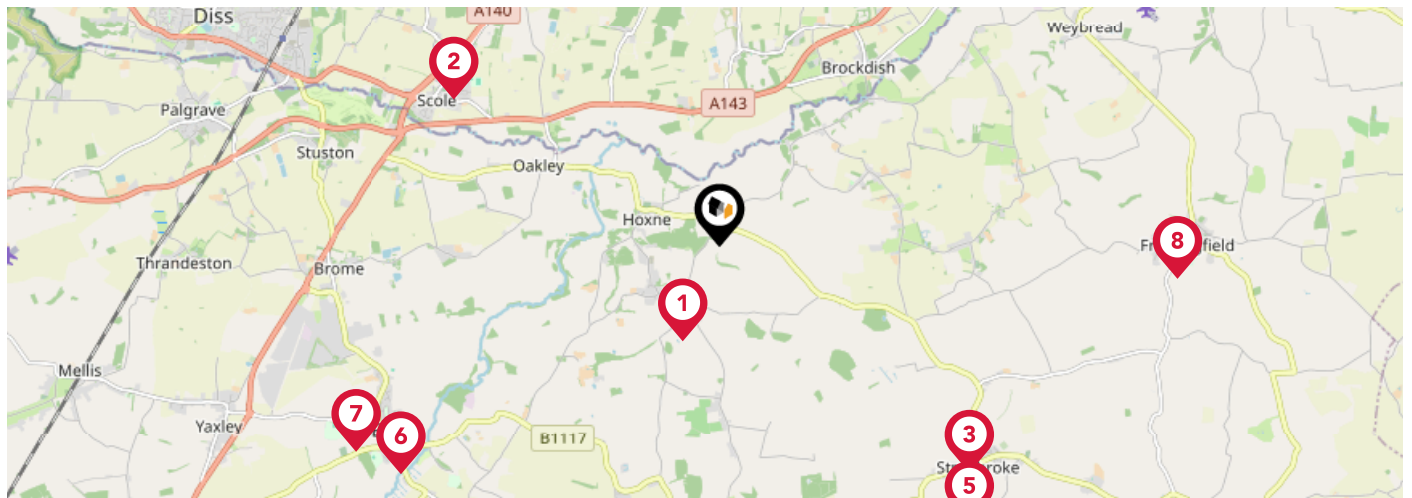 Diss
A140
Weybread
2
Brockdish
Scole
A143
Palgrave
Stuston
Oakley
Hoxne
8
Thrandeston
Brome
1
Mellis
7
Yaxley
6
B1117
3
5